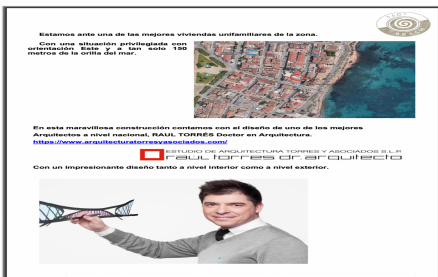 Estamos ante una de las mejores viviendas unifamiliares de la zona.
Con una situación privilegiada con
orientación Este y a tan solo 150
metros de la orilla del mar.
En esta maravillosa construcción contamos con el diseño de uno de los mejores
Arquitectos a nivel nacional, RAUL TORRÉS Doctor en Arquitectura.
https://www.arquitecturatorresyasociados.com/
ESTUDIO DE ARQUITECTURA TORRES Y ASOCIADOS S.L.P.
raul torres dr.arquitecto
Con un impresionante diseño tanto a nivel interior como a nivel exterior.